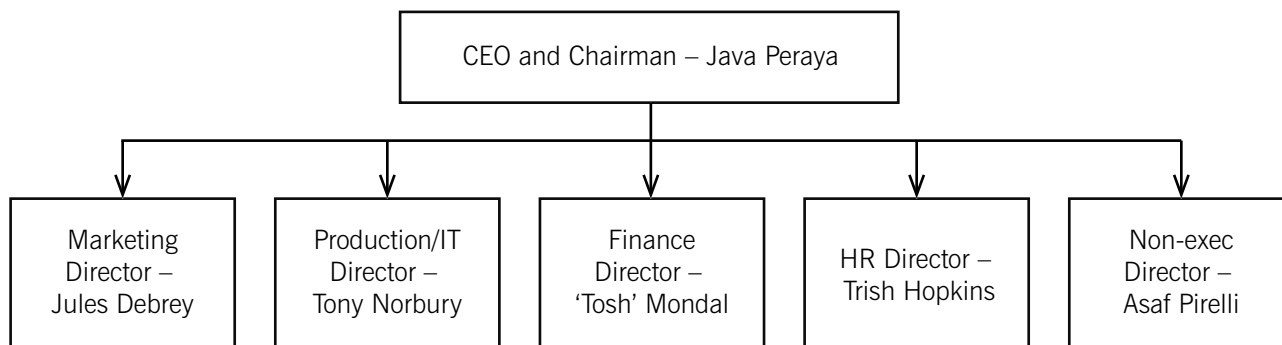 CEO and Chairman – Java Peraya
Marketing
Director –
Jules Debrey
Production/IT
Director –
Tony Norbury
Finance
Director –
‘Tosh’ Mondal
HR Director –
Trish Hopkins
Non-exec
Director –
Asaf Pirelli